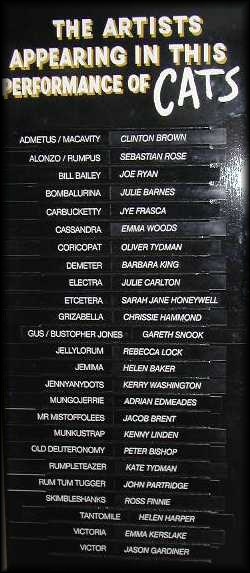 THE ARTISTS
APPEARING IN THIS
PERFORMANCE OF CATS
ADMETUS / MACAVITY CLINTON BROWN
ALONZO / RUMPUS SEBASTIAN ROSE
BILL BAILEY JOE RYAN
BOMBALURINA JULIE BARNES
CARBUCKETTY JYE FRASCA
CASSANDRA EMMA WOODS
CORICOPAT OLIVER TYDMAN
DEMETER BARBARA KING
ELECTRA JULIE CARLTON
ETCETERA SARAH JANE HONEYWELL
GRIZABELLA CHRISSIE HAMMOND
GUS / BUSTOPHER JONES GARETH SNOOK
JELLYLORUM REBECCA LOCK
JEMIMA HELEN BAKER
JENNYANYDOTS KERRY WASHINGTON
MUNGOJERRIE ADRIAN EDMEADES
MR MISTOFFOLEES JACOB BRENT
MUNKUSTRAP KENNY LINDEN
OLD DEUTERONOMY PETER BISHOP
RUMPLETEAZER KATE TYDMAN
RUM TUM TUGGER JOHN PARTRIDGE
SKIMBLESHANKS ROSS FINNIE
TANTOMILE HELEN HARPER
VICTORIA EMMA KERSLAKE
VICTOR JASON GARDINER